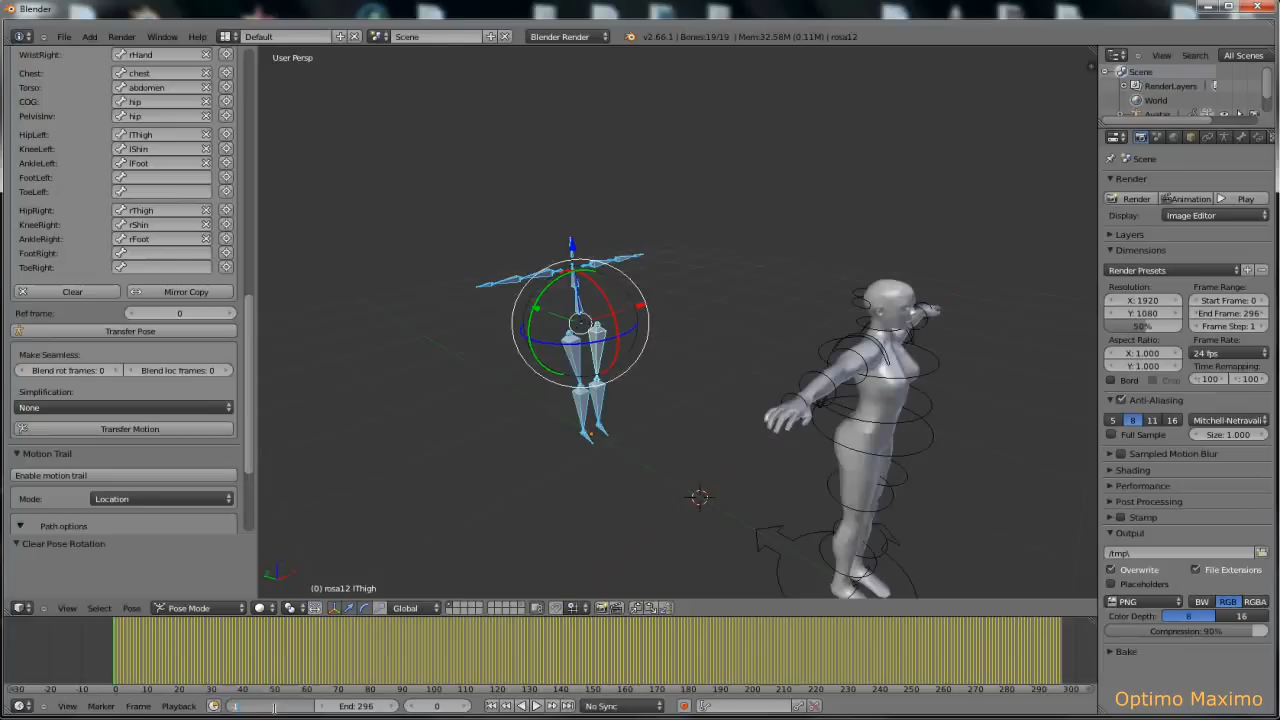 Blender
File Add Render Window Help Default Scene Blender Render v2.66.1 | Bones:19/19 | Mem:32.58M (0.11M) | rosa12
View Search All Scenes
WristRight: rHand
Chest: chest
Torso: abdomen
COG: hip
PelvisInv: hip
HipLeft: lThigh
KneeLeft: lShin
AnkleLeft: lFoot
FootLeft:
ToeLeft:
HipRight: rThigh
KneeRight: rShin
AnkleRight: rFoot
FootRight:
ToeRight:
Clear Mirror Copy
Ref frame: 0
Transfer Pose
Make Seamless:
Blend rot frames: 0 Blend loc frames: 0
Simplification:
None
Transfer Motion
Motion Trail
Enable motion trail
Mode: Location
Path options
Clear Pose Rotation
User Persp
(0) rosa12 lThigh
View Select Pose Pose Mode Global
Scene
RenderLayers
World
Avatar
Scene
Render
Render Animation Play
Display: Image Editor
Layers
Dimensions
Render Presets
Resolution: Frame Range:
X: 1920 Start Frame: 0
Y: 1080 End Frame: 296
50% Frame Step: 1
Aspect Ratio: Frame Rate:
X: 1.000 24 fps
Y: 1.000 Time Remapping:
Bord Crop :100 :100
Anti-Aliasing
5 8 11 16 Mitchell-Netravali
Full Sample Size: 1.000
Sampled Motion Blur
Shading
Performance
Post Processing
Stamp
Output
/tmp\
Overwrite File Extensions
Placeholders
PNG BW RGB RGBA
Color Depth: 8 16
Compression: 90%
Bake
-30 -20 -10 0 10 20 30 40 50 60 70 80 90 100 110 120 130 140 150 160 170 180 190 200 210 220 230 240 250 260 270 280 290 300
View Marker Frame Playback End: 296 0 No Sync
Optimo Maximo